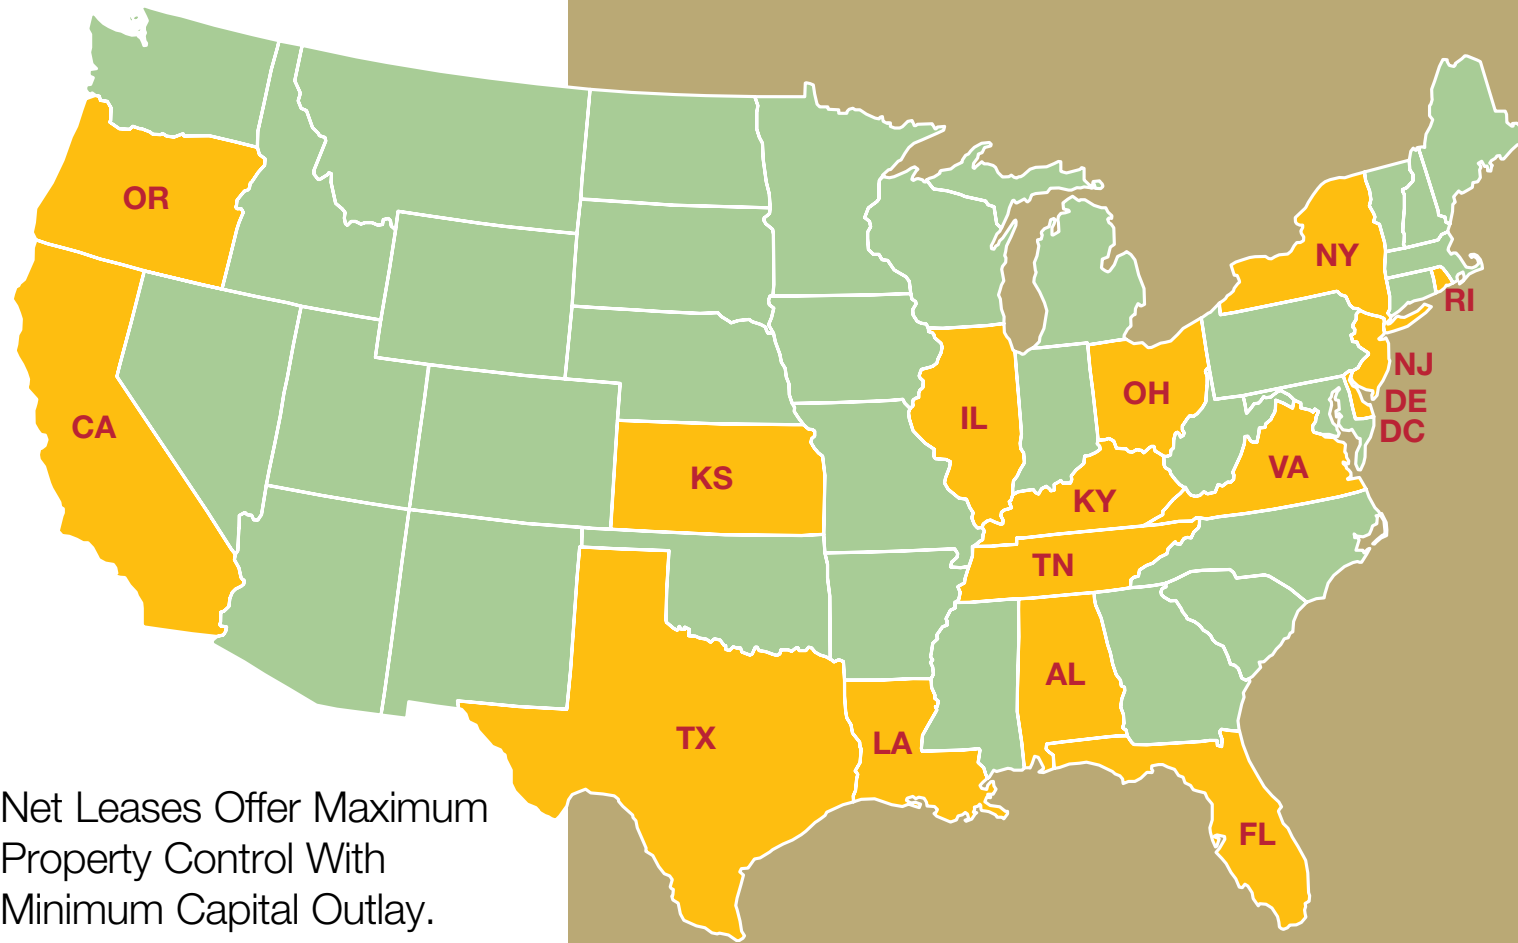 OR
NY
RI
NJ
DE
DC
CA
IL
OH
KS
KY
VA
TN
AL
TX
LA
FL
Net Leases Offer Maximum
Property Control With
Minimum Capital Outlay.